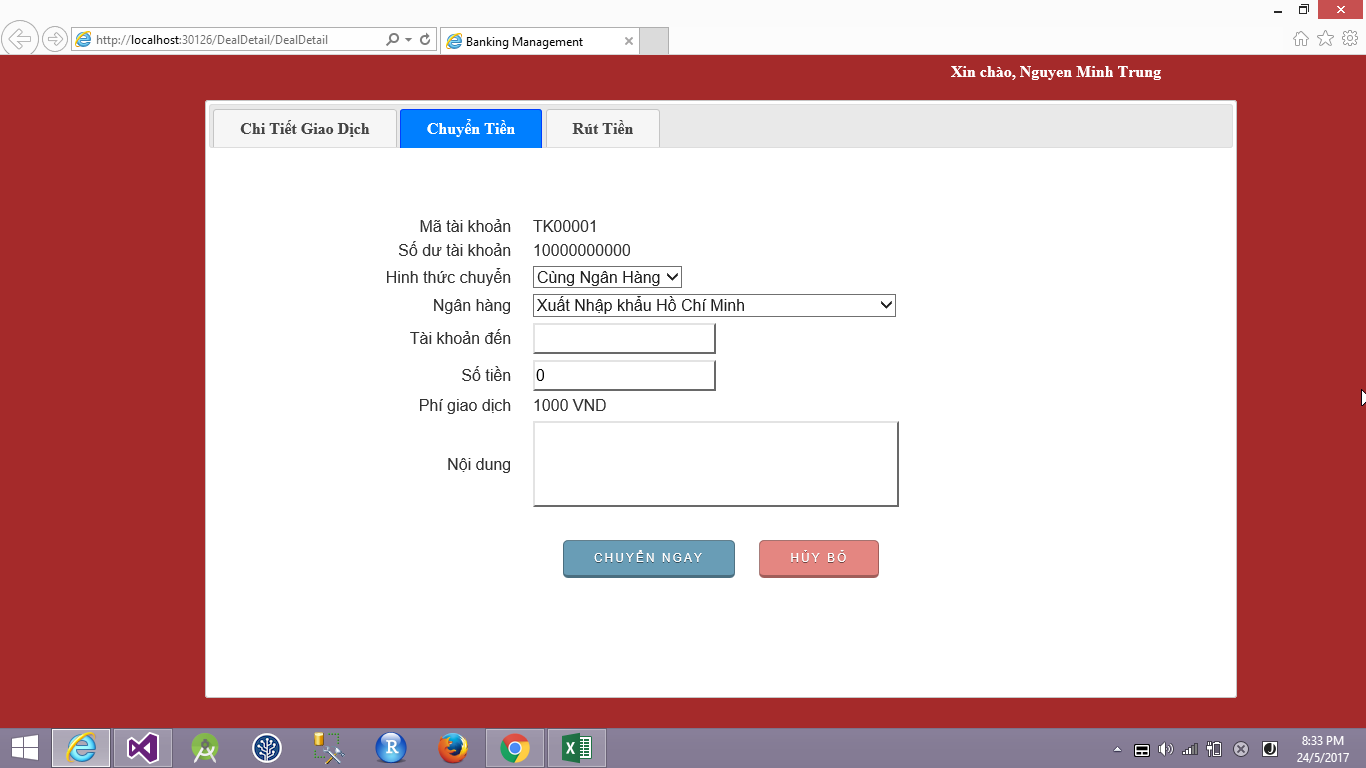 http://localhost:30126/DealDetail/DealDetail
Banking Management
Xin chào, Nguyen Minh Trung
Chi Tiết Giao Dịch
Chuyển Tiền
Rút Tiền
Mã tài khoản TK00001
Số dư tài khoản 10000000000
Hình thức chuyển Cùng Ngân Hàng
Ngân hàng Xuất Nhập khẩu Hồ Chí Minh
Tài khoản đến
Số tiền 0
Phí giao dịch 1000 VND
Nội dung
CHUYỂN NGAY
HỦY BỎ
R
8:33 PM
24/5/2017